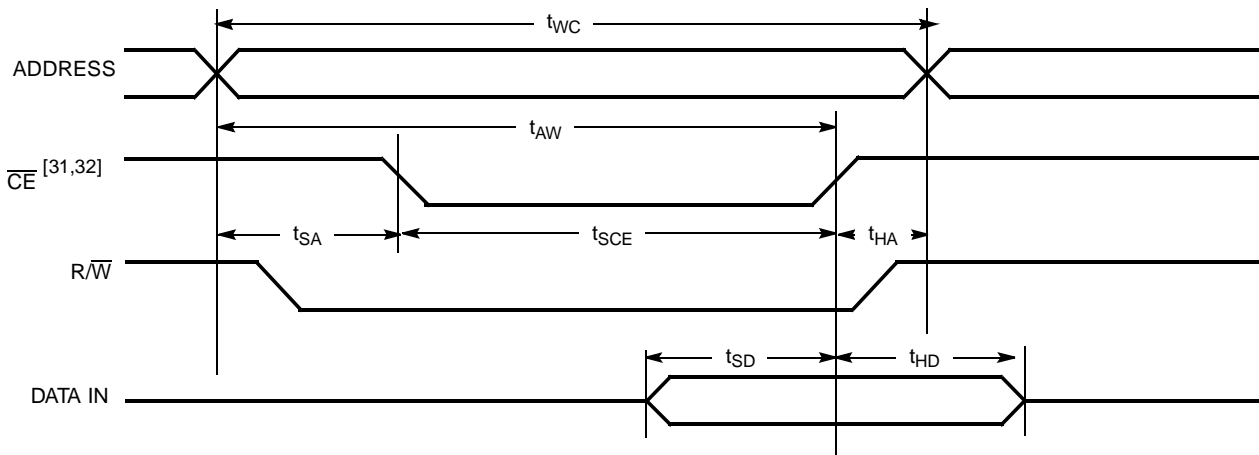 tWC
ADDRESS
tAW
CE [31,32]
tSA
tSCE
tHA
R/W
tSD
tHD
DATA IN